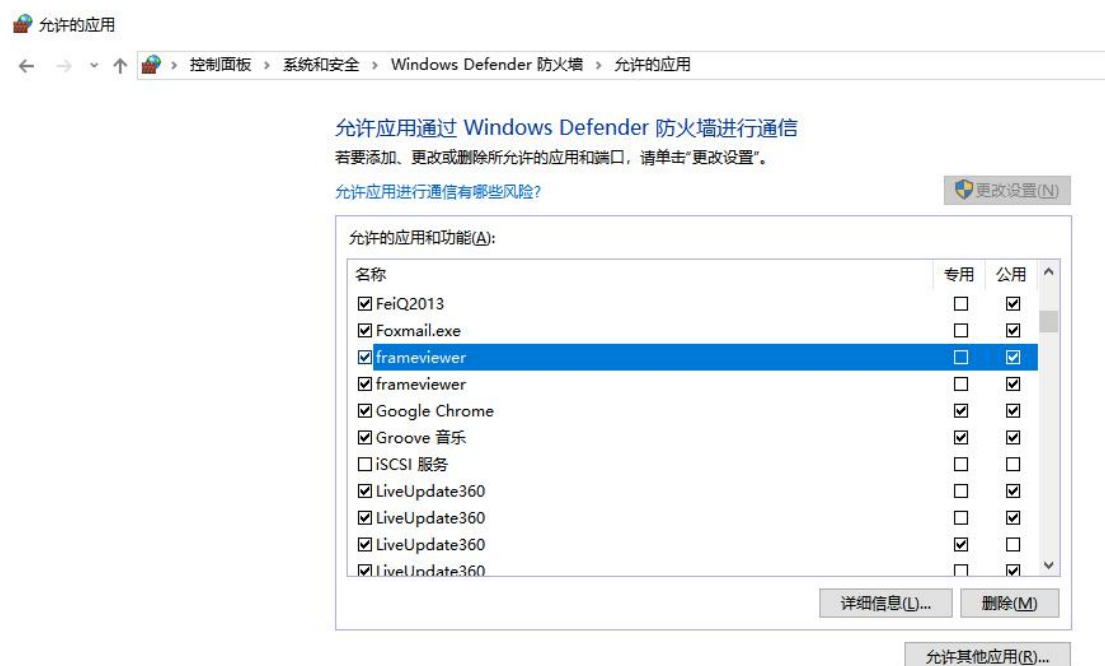 允许的应用
控制面板 › 系统和安全 › Windows Defender 防火墙 › 允许的应用
允许应用通过 Windows Defender 防火墙进行通信
若要添加、更改或删除所允许的应用和端口，请单击"更改设置"。
允许应用进行通信有哪些风险?
更改设置(N)
允许的应用和功能(A):
名称 专用 公用
FeiQ2013
Foxmail.exe
frameviewer
frameviewer
Google Chrome
Groove 音乐
iSCSI 服务
LiveUpdate360
LiveUpdate360
LiveUpdate360
LiveUpdate360
详细信息(L)... 删除(M)
允许其他应用(R)...